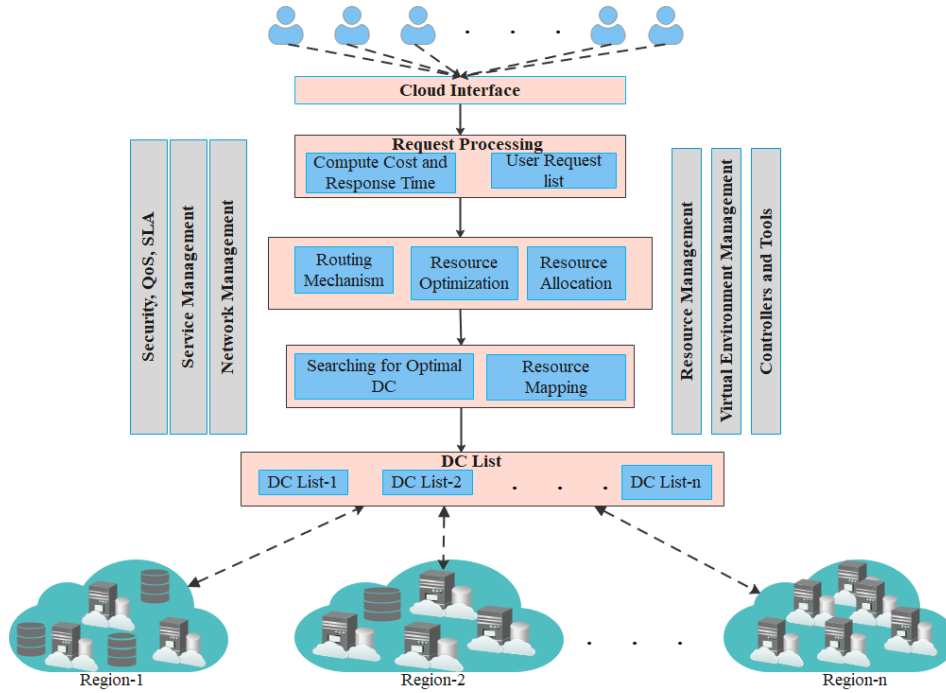 Cloud Interface
Request Processing
Compute Cost and
Response Time
User Request
list
Routing
Mechanism
Resource
Optimization
Resource
Allocation
Searching for Optimal
DC
Resource
Mapping
DC List
DC List-1
DC List-2
. . .
DC List-n
Security, QoS, SLA
Service Management
Network Management
Resource Management
Virtual Environment Management
Controllers and Tools
Region-1
Region-2
Region-n